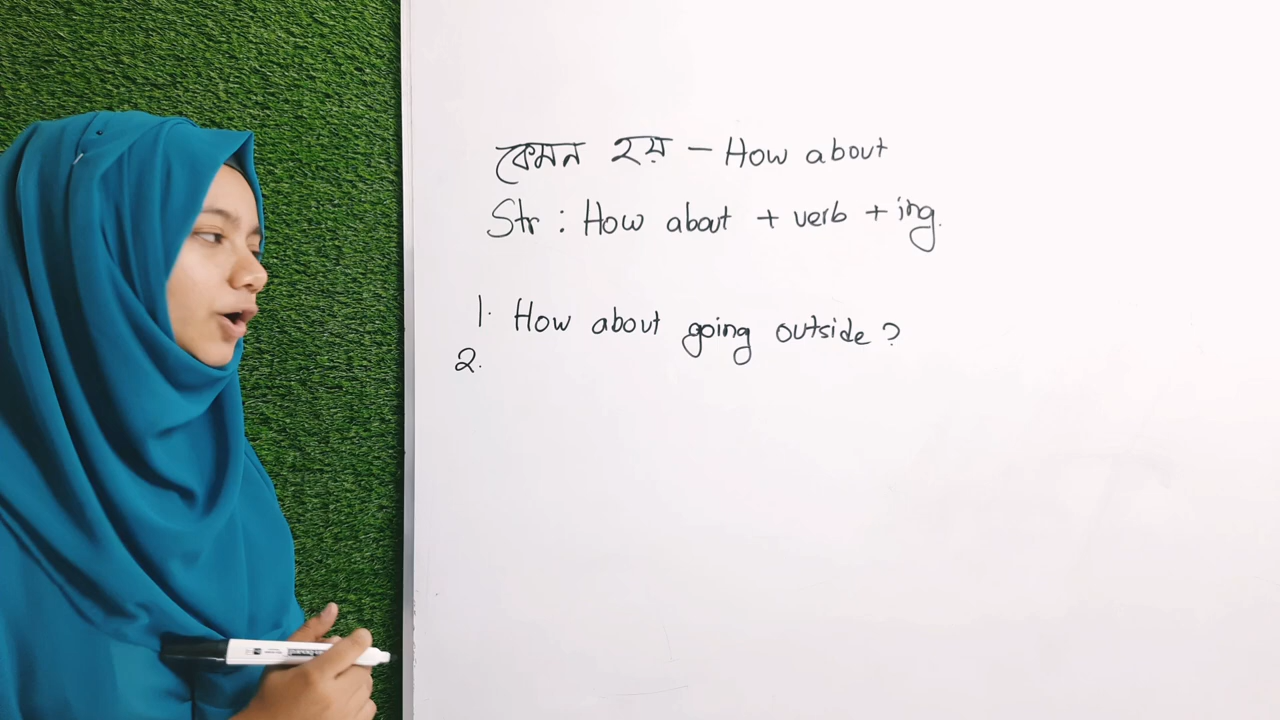 কেমন হয় – How about
Str : How about + verb + ing.
1. How about going outside ?
2.